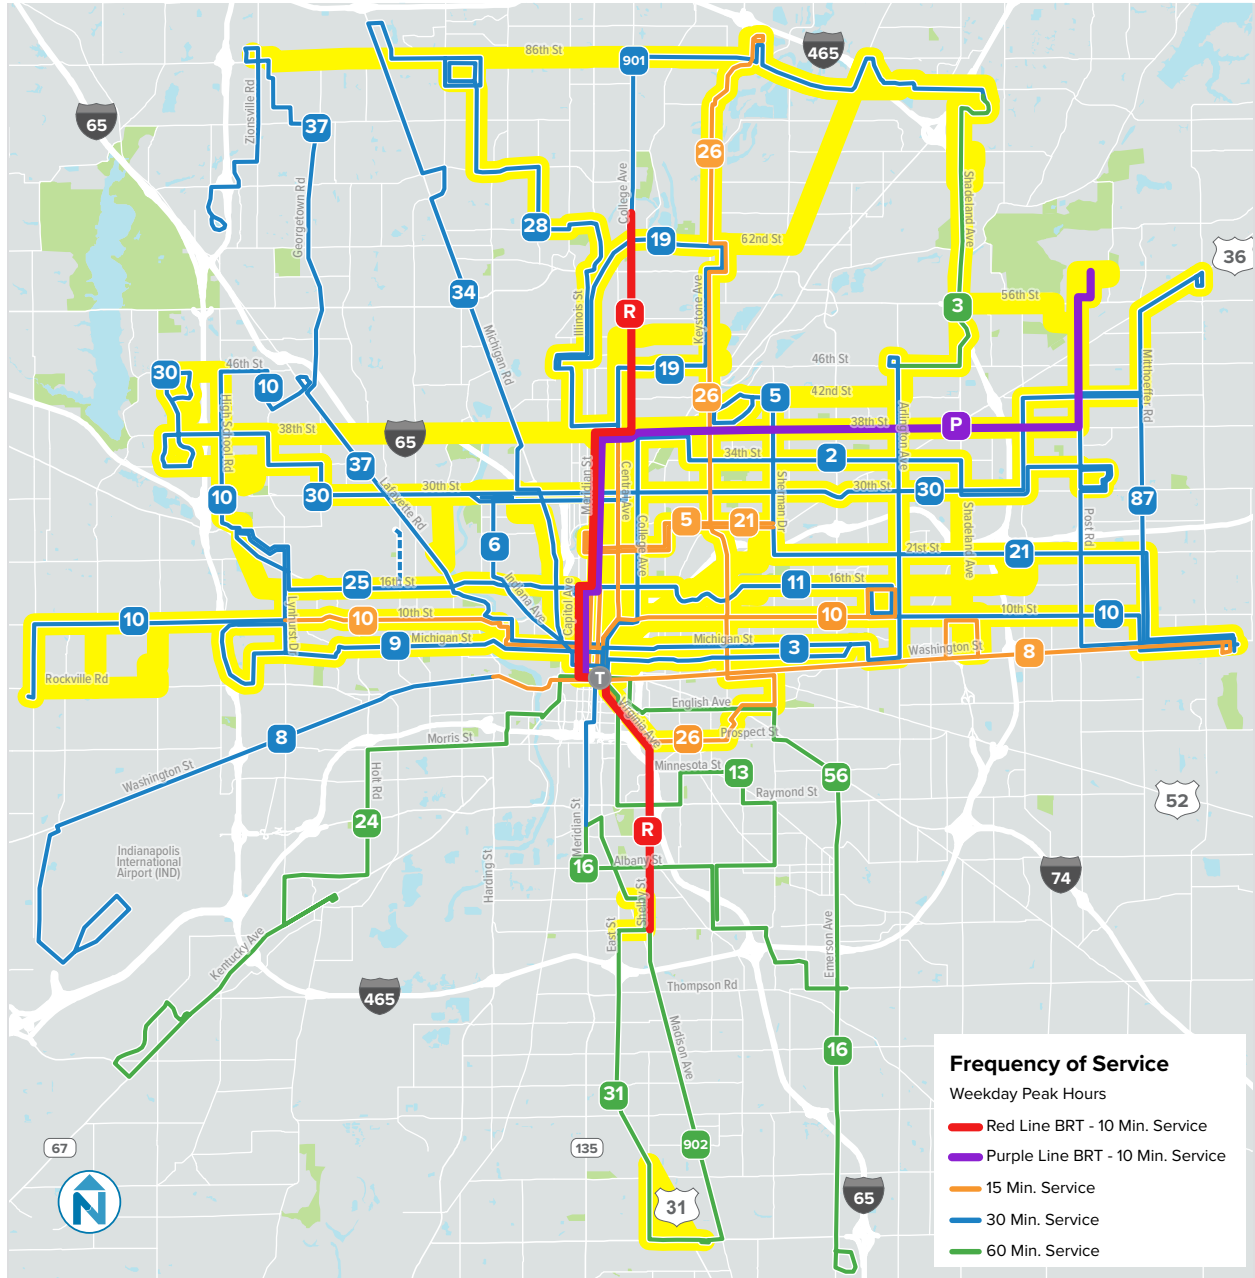 86th St
901
465
Zionsville Rd
65
37
26
College Ave
Georgetown Rd
Shadeland Ave
28
19
62nd St
36
34
Illinois St
Keystone Ave
56th St
3
R
Michigan Rd
46th St
46th St
Mitthoeffer Rd
30
10
19
26
5
42nd St
High School Rd
38th St
65
38th St
P
Arlington Ave
34th St
2
37
Meridian St
Central Ave
Sherman Dr
10
30
30th St
30th St
30
87
Lafayette Rd
5
21
College Ave
Shadeland Ave
Post Rd
6
21st St
21
25
16th St
11
16th St
Indiana Ave
Capitol Ave
Lynhurst Dr
10
10
10th St
10
10th St
10
9
Michigan St
Michigan St
3
Washington St
8
Rockville Rd
T
English Ave
Virginia Ave
8
Morris St
26
Prospect St
Washington St
Holt Rd
Minnesota St
13
56
Raymond St
52
Meridian St
24
R
Indianapolis
International
Airport (IND)
Harding St
16
Albany St
74
Shelby St
East St
Emerson Ave
Kentucky Ave
465
Thompson Rd
Madison Ave
16
31
67
135
902
N
31
65
Frequency of Service
Weekday Peak Hours
Red Line BRT - 10 Min. Service
Purple Line BRT - 10 Min. Service
15 Min. Service
30 Min. Service
60 Min. Service